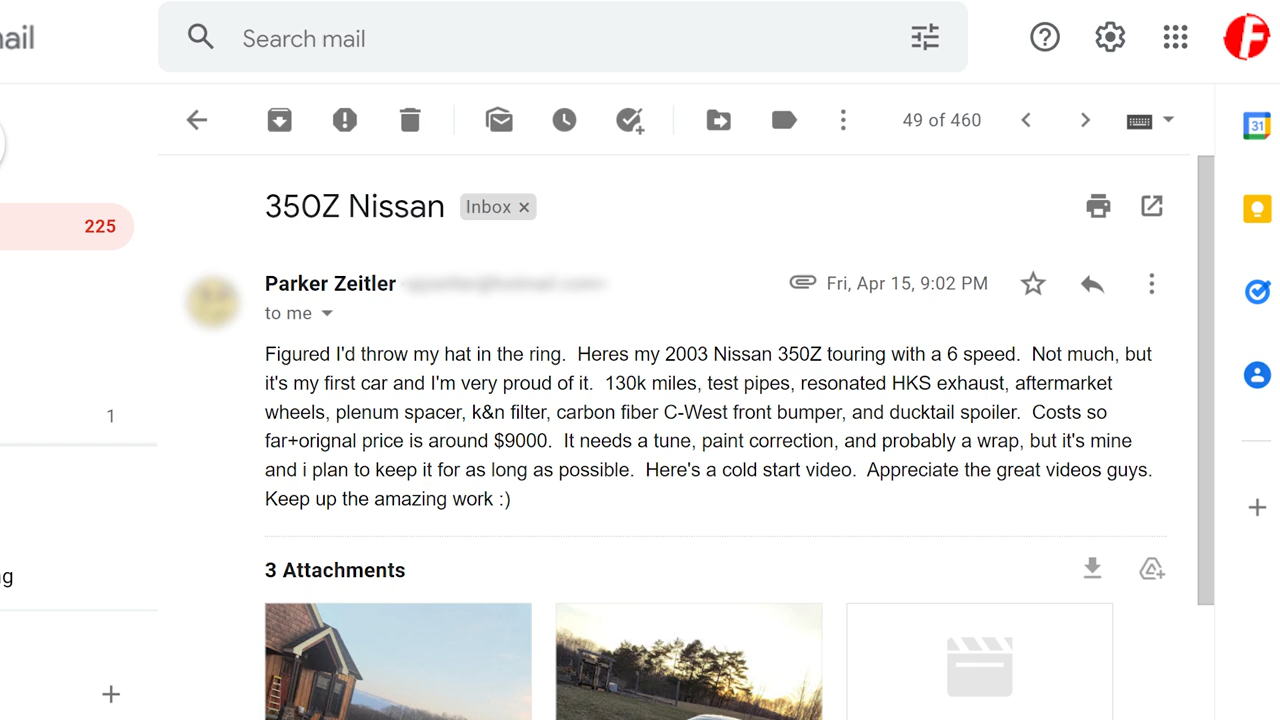 ail
Search mail
F
49 of 460
31
350Z Nissan
Inbox ×
225
Parker Zeitler
Fri, Apr 15, 9:02 PM
to me
Figured I'd throw my hat in the ring.  Heres my 2003 Nissan 350Z touring with a 6 speed.  Not much, but
it's my first car and I'm very proud of it.  130k miles, test pipes, resonated HKS exhaust, aftermarket
wheels, plenum spacer, k&n filter, carbon fiber C-West front bumper, and ducktail spoiler.  Costs so
far+orignal price is around $9000.  It needs a tune, paint correction, and probably a wrap, but it's mine
and i plan to keep it for as long as possible.  Here's a cold start video.  Appreciate the great videos guys.
Keep up the amazing work :)
1
3 Attachments
g